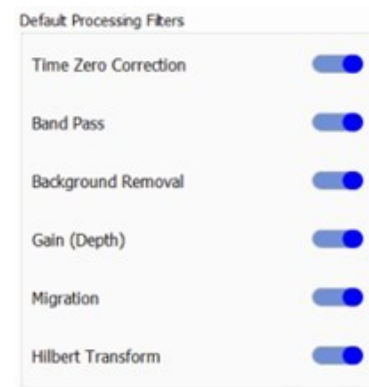 Default Processing Filters
Time Zero Correction
Band Pass
Background Removal
Gain (Depth)
Migration
Hilbert Transform